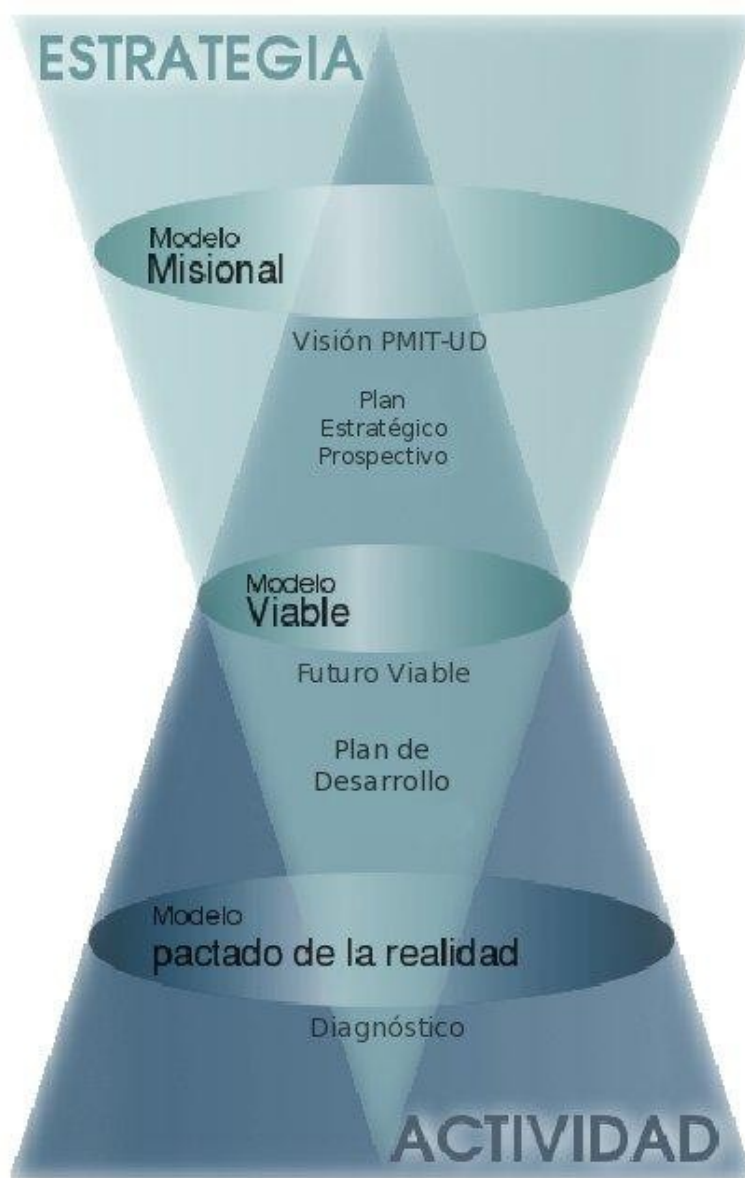 ESTRATEGIA
Modelo
Misional
Visión PMIT-UD
Plan
Estratégico
Prospectivo
Modelo
Viable
Futuro Viable
Plan de
Desarrollo
Modelo
pactado de la realidad
Diagnóstico
ACTIVIDAD